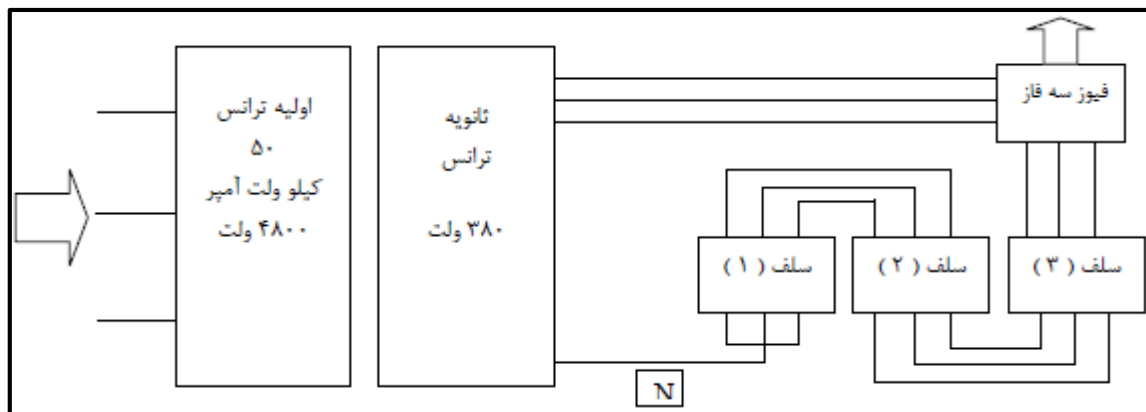 فیوز سه فاز
اولیه ترانس
۵۰
کیلو ولت آمپر
۴۸۰۰ ولت
ثانویه
ترانس
۳۸۰ ولت
سلف ( ۳ )
سلف ( ۲ )
سلف ( ۱ )
N